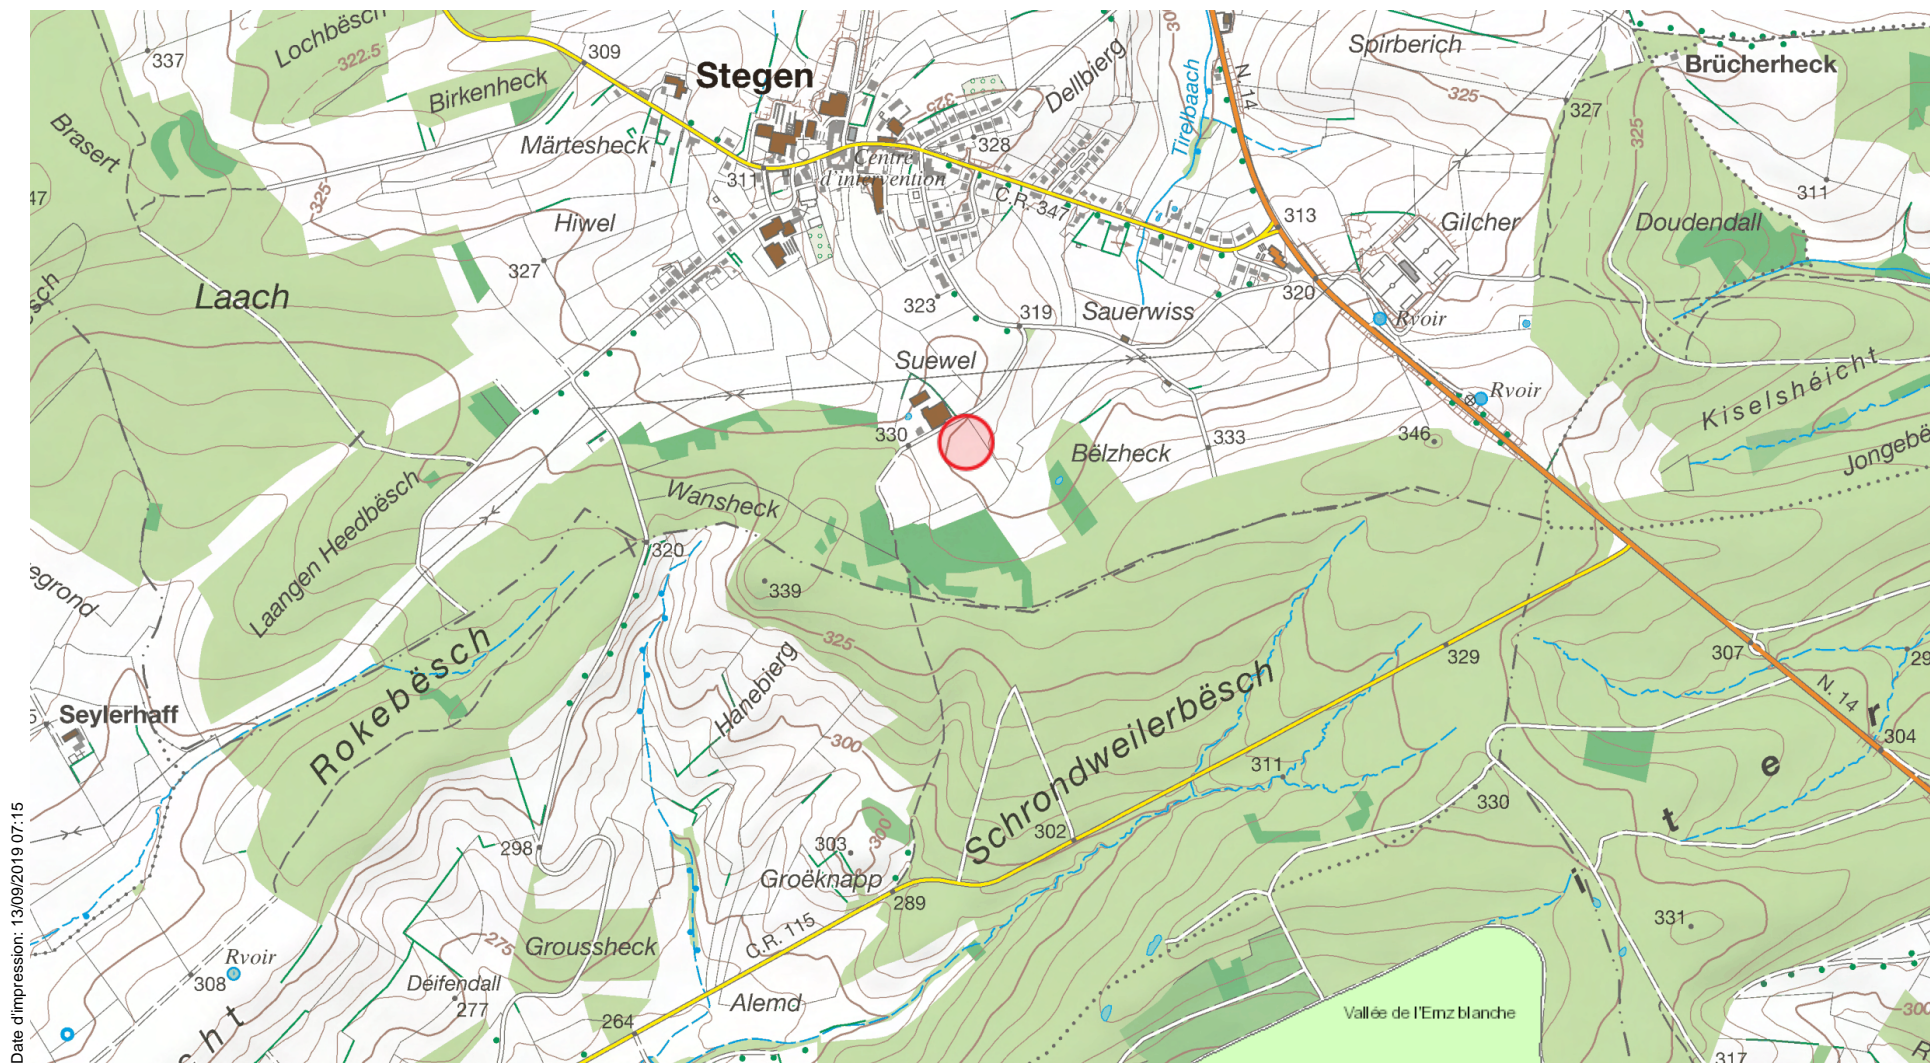 Lochbësch
322.5
337
309
Stegen
Birkenheck
Brasert
Märtesheck
311
325
Dellbierg
328
Centre
d'intervention
C.R. 347
Tirelbaach
N. 14
Spirberich
325
Brücherheck
327
325
311
313
Gilcher
Doudendall
47
325
Hiwel
327
Laach
323
319
Sauerwiss
320
Rvoir
Suewel
Rvoir
Kiselshéicht
330
Bëlzheck
333
346
Wansheck
Laangen Heedbësch
320
339
325
Rokebësch
Hanebierg
Schrondweilerbësch
329
307
N. 14
304
Seylerhaff
300
311
330
302
303
300
Groëknapp
289
298
C.R. 115
275
Groussheck
Rvoir
308
Déifendall
277
Alemd
264
331
Vallée de l'Ernz blanche
317
r
e
t
i
cht
Date d'impression: 13/09/2019 07:15